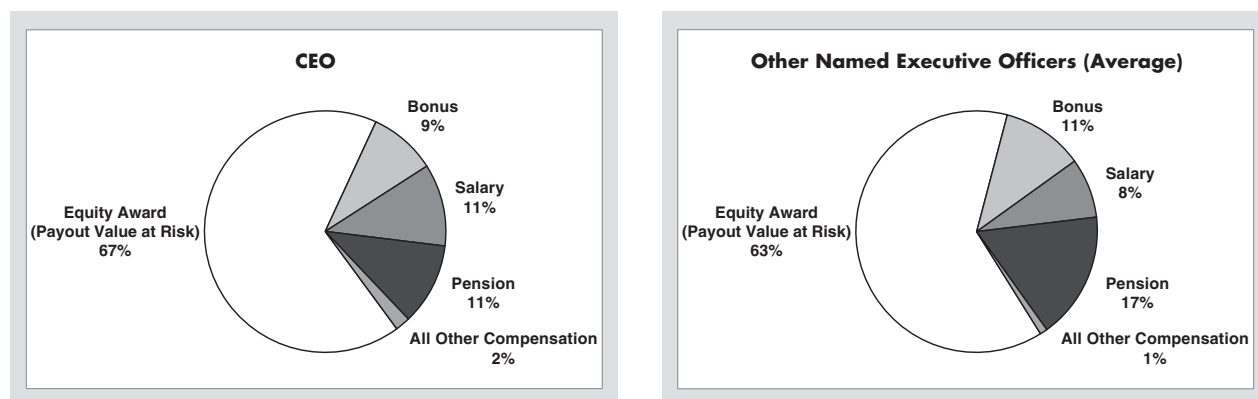 CEO
Bonus
9%
Salary
11%
Equity Award
(Payout Value at Risk)
67%
Pension
11%
All Other Compensation
2%
Other Named Executive Officers (Average)
Bonus
11%
Salary
8%
Equity Award
(Payout Value at Risk)
63%
Pension
17%
All Other Compensation
1%